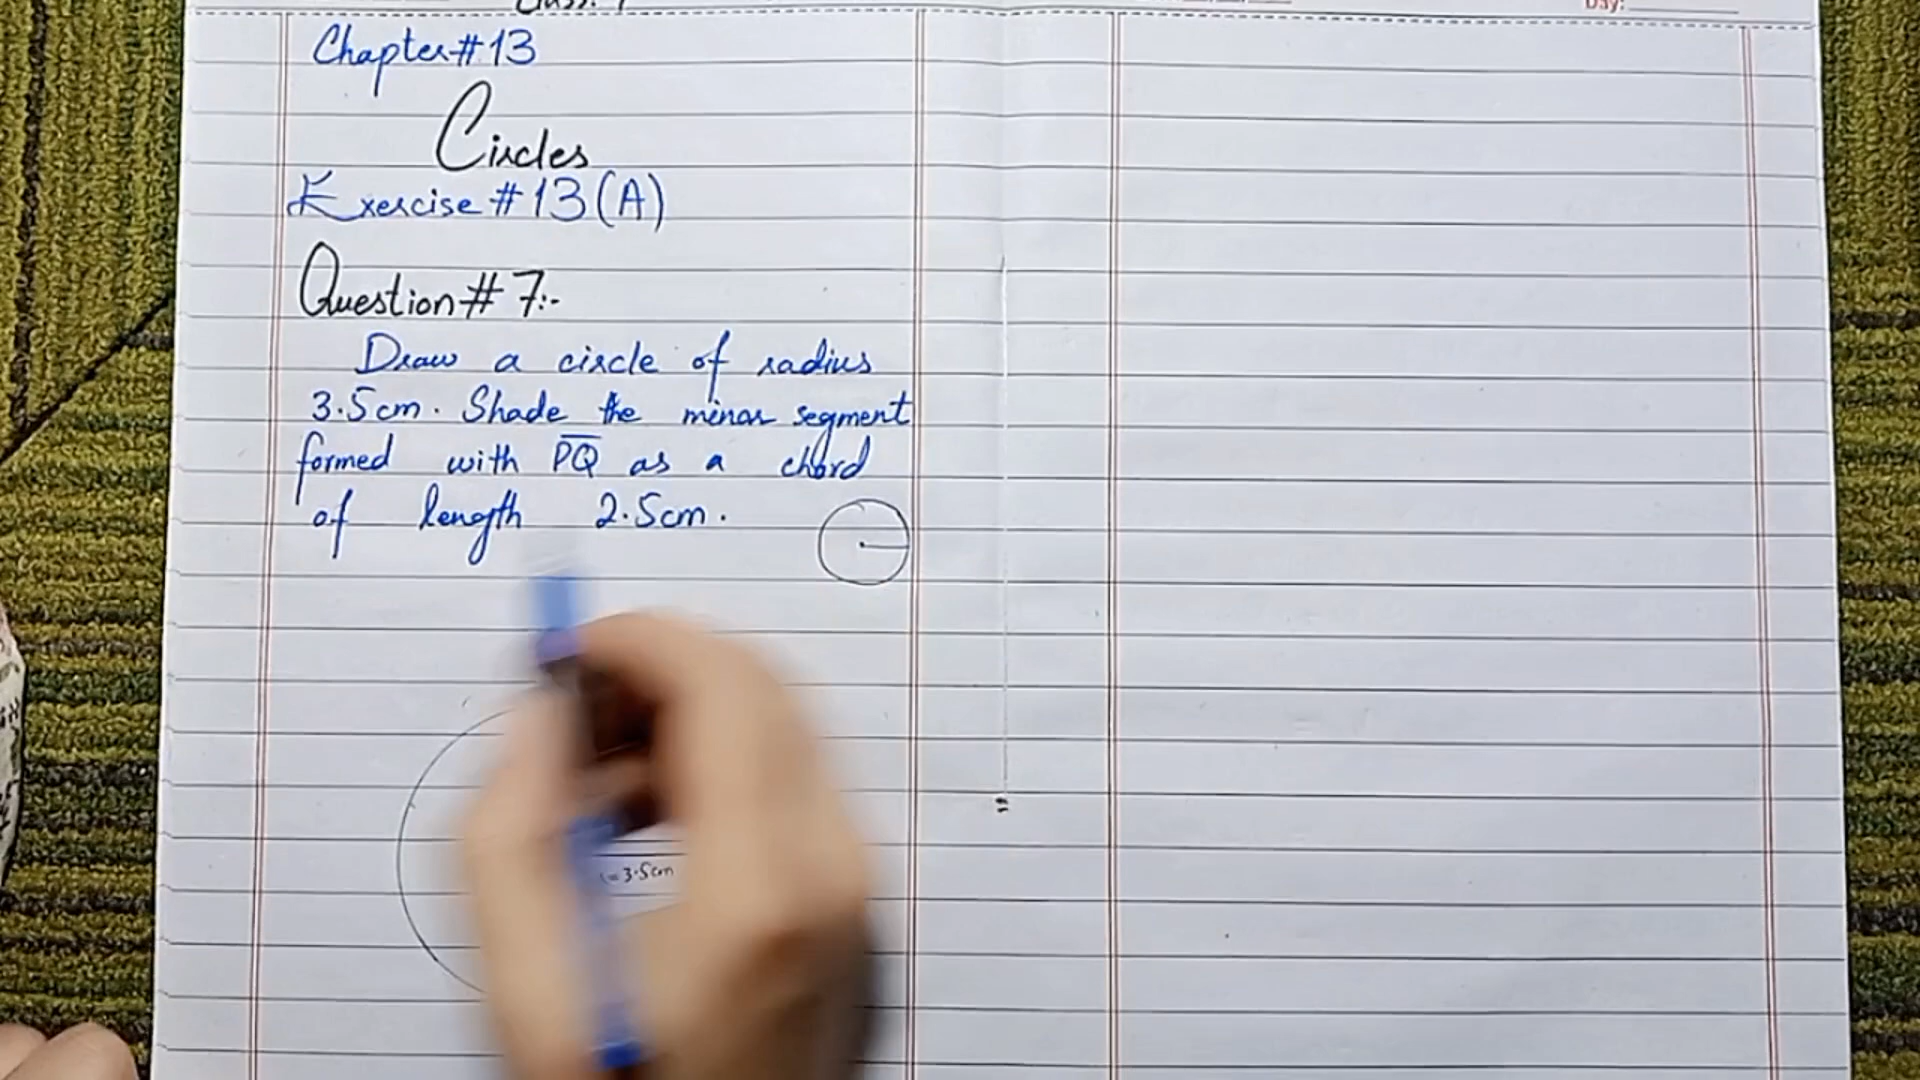 Day:
Chapter#13
Circles
Exercise#13(A)
Question#7:-
Draw a circle of radius
3.5cm. Shade the minor segment
formed with PQ as a chord
of length 2.5cm.
=3.5cm